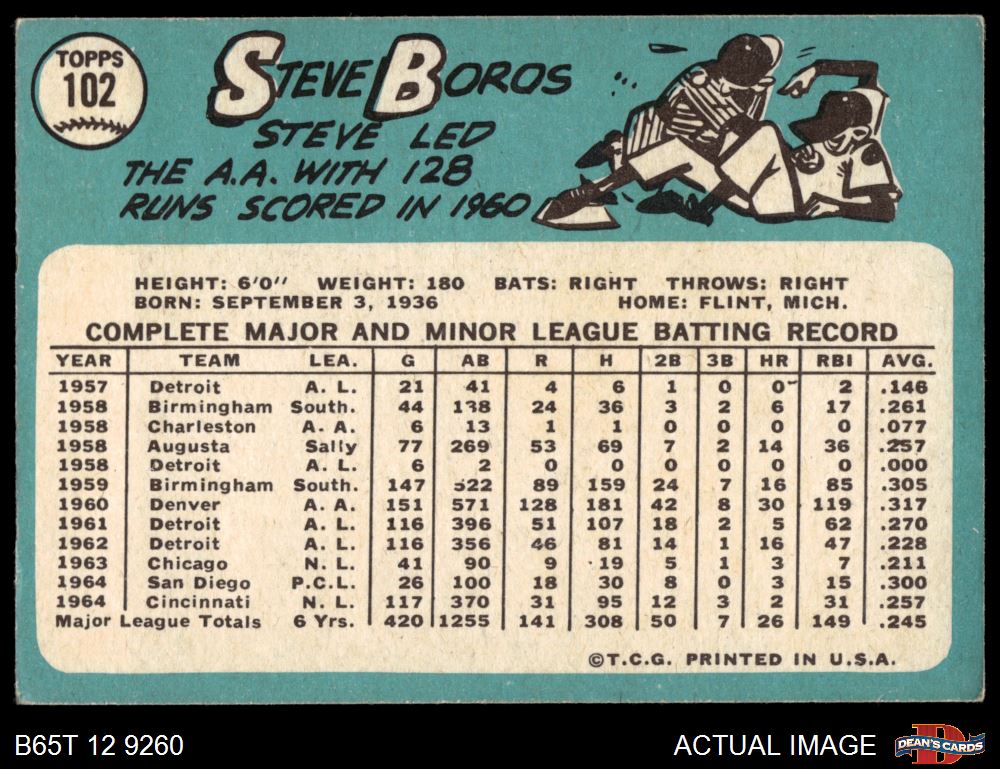 TOPPS
102
STEVE BOROS
STEVE LED
THE A.A. WITH 128
RUNS SCORED IN 1960
HEIGHT: 6'0" WEIGHT: 180 BATS: RIGHT THROWS: RIGHT
BORN: SEPTEMBER 3, 1936 HOME: FLINT, MICH.
COMPLETE MAJOR AND MINOR LEAGUE BATTING RECORD
YEAR TEAM LEA. G AB R H 2B 3B HR RBI AVG.
1957 Detroit A. L. 21 41 4 6 1 0 0 2 .146
1958 Birmingham South. 44 138 24 36 3 2 6 17 .261
1958 Charleston A. A. 6 13 1 1 0 0 0 0 .077
1958 Augusta Sally 77 269 53 69 7 2 14 36 .257
1958 Detroit A. L. 6 2 0 0 0 0 0 0 .000
1959 Birmingham South. 147 522 89 159 24 7 16 85 .305
1960 Denver A. A. 151 571 128 181 42 8 30 119 .317
1961 Detroit A. L. 116 396 51 107 18 2 5 62 .270
1962 Detroit A. L. 116 356 46 81 14 1 16 47 .228
1963 Chicago N. L. 41 90 9 19 5 1 3 7 .211
1964 San Diego P.C.L. 26 100 18 30 8 0 3 15 .300
1964 Cincinnati N. L. 117 370 31 95 12 3 2 31 .257
Major League Totals 6 Yrs. 420 1255 141 308 50 7 26 149 .245
©T.C.G. PRINTED IN U.S.A.
B65T 12 9260 ACTUAL IMAGE
D
DEAN'S CARDS